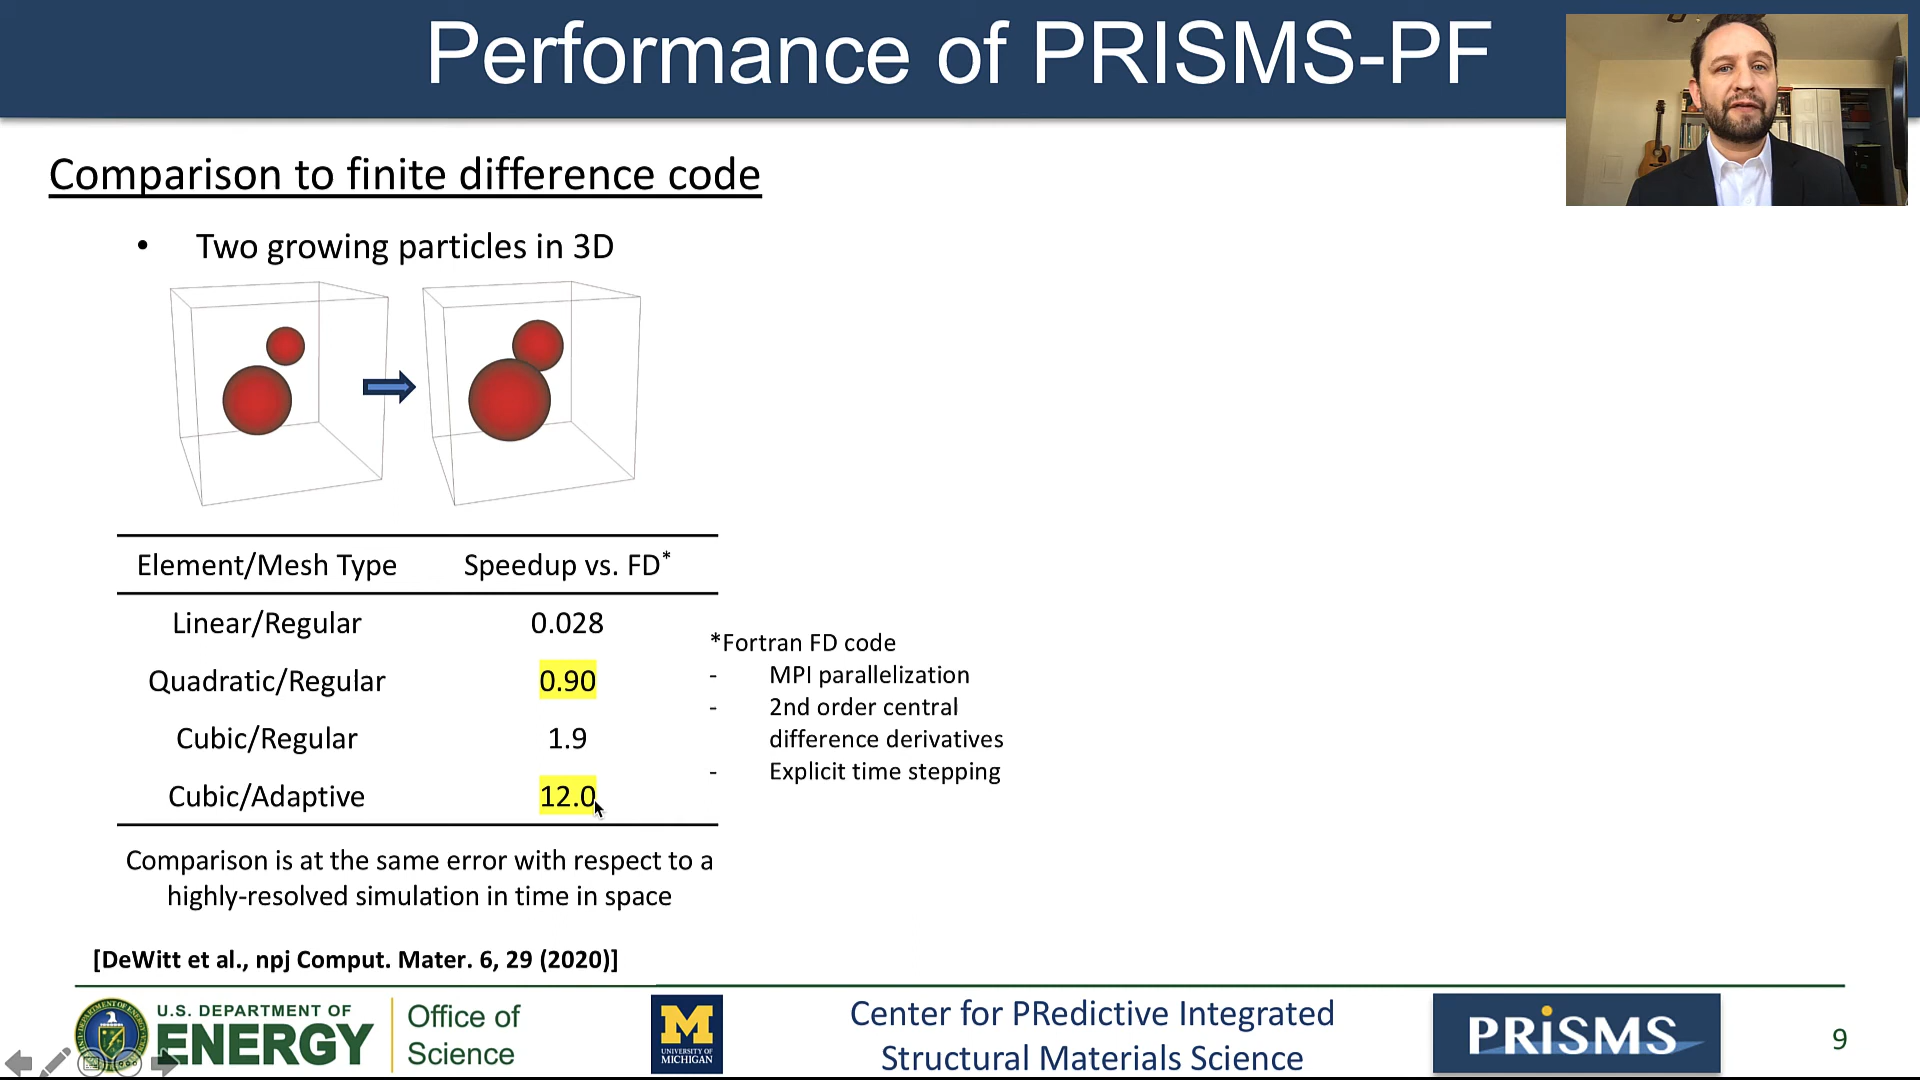 Performance of PRISMS-PF
Comparison to finite difference code
• Two growing particles in 3D
Element/Mesh Type Speedup vs. FD*
Linear/Regular 0.028
Quadratic/Regular 0.90
Cubic/Regular 1.9
Cubic/Adaptive 12.0
*Fortran FD code
- MPI parallelization
- 2nd order central
difference derivatives
- Explicit time stepping
Comparison is at the same error with respect to a
highly-resolved simulation in time in space
[DeWitt et al., npj Comput. Mater. 6, 29 (2020)]
U.S. DEPARTMENT OF
ENERGY
Office of
Science
M
UNIVERSITY OF
MICHIGAN
Center for PRedictive Integrated
Structural Materials Science
PRiSMS
9